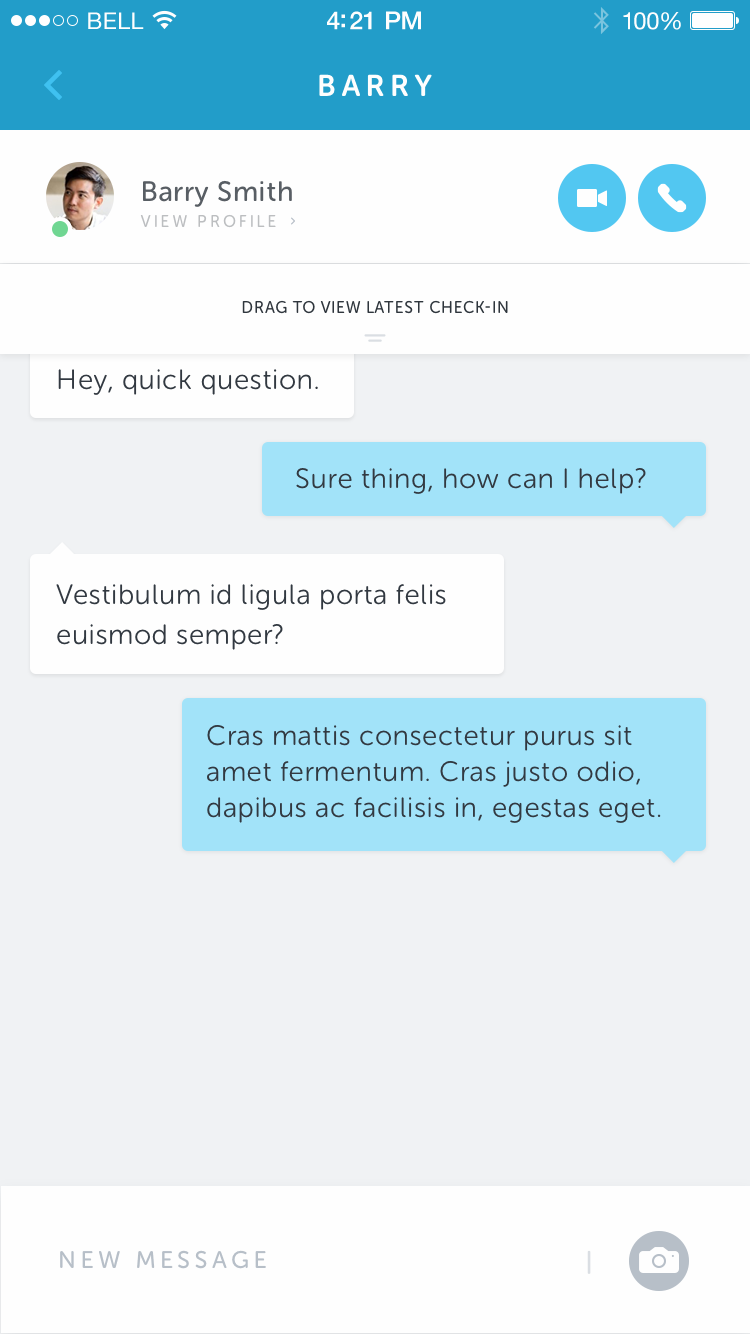 BELL 4:21 PM 100%
BARRY
Barry Smith
VIEW PROFILE >
DRAG TO VIEW LATEST CHECK-IN
Hey, quick question.
Sure thing, how can I help?
Vestibulum id ligula porta felis
euismod semper?
Cras mattis consectetur purus sit
amet fermentum. Cras justo odio,
dapibus ac facilisis in, egestas eget.
NEW MESSAGE